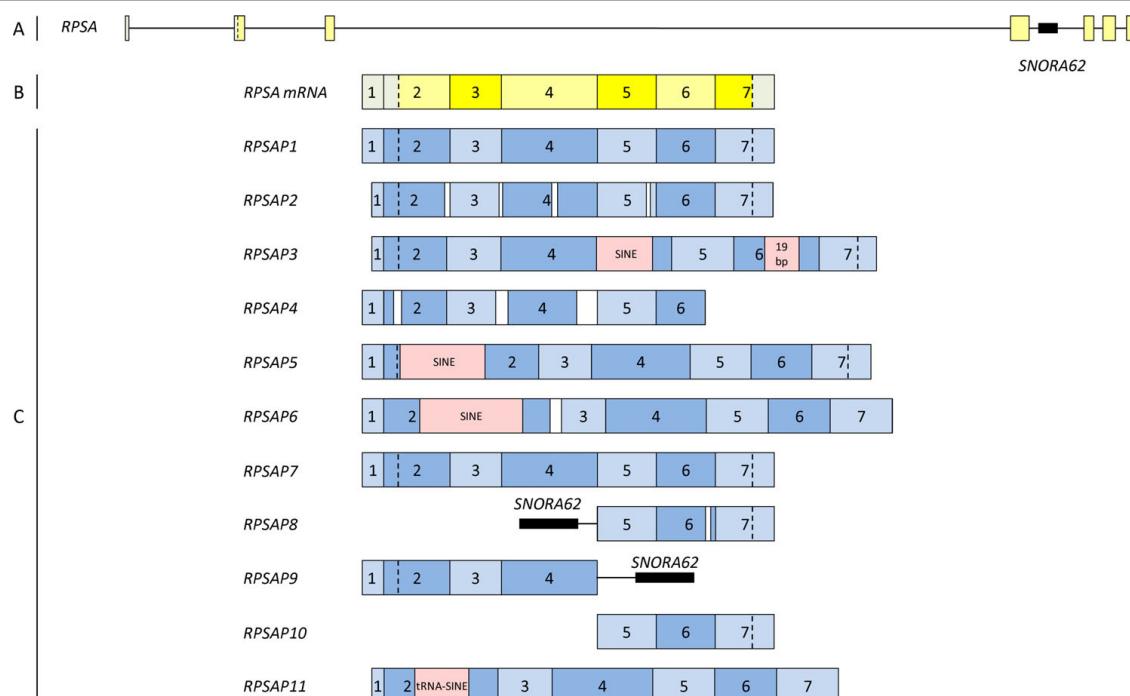 A RPSA
SNORA62
B RPSA mRNA 1 2 3 4 5 6 7
RPSAP1 1 2 3 4 5 6 7
RPSAP2 1 2 3 4 5 6 7
RPSAP3 1 2 3 4 SINE 5 6 19 bp 7
RPSAP4 1 2 3 4 5 6
RPSAP5 1 SINE 2 3 4 5 6 7
C RPSAP6 1 2 SINE 3 4 5 6 7
RPSAP7 1 2 3 4 5 6 7
SNORA62
RPSAP8 5 6 7
SNORA62
RPSAP9 1 2 3 4
RPSAP10 5 6 7
RPSAP11 1 2 tRNA-SINE 3 4 5 6 7